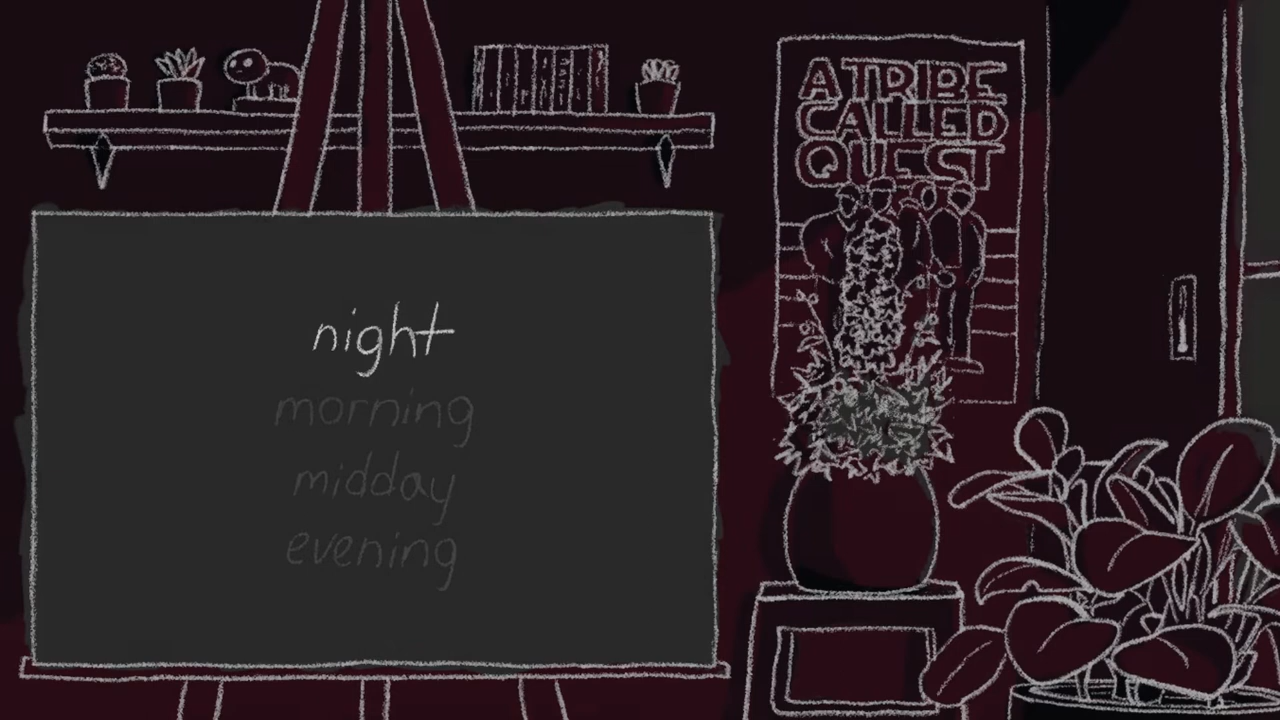 A TRIBE
CALLED
QUEST
night
morning
midday
evening